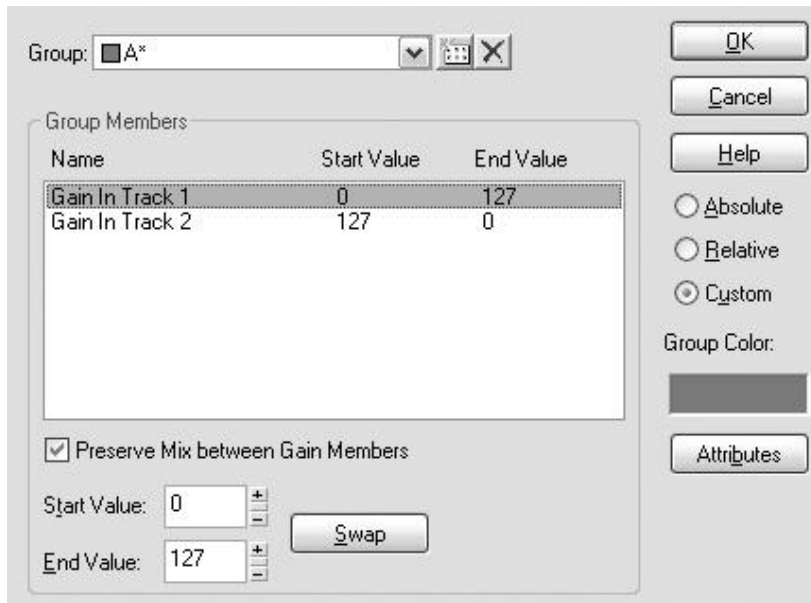 Group: A*
OK
Cancel
Help
Group Members
Name Start Value End Value
Gain In Track 1 0 127
Gain In Track 2 127 0
Absolute
Relative
Custom
Group Color:
Preserve Mix between Gain Members
Attributes
Start Value: 0
Swap
End Value: 127